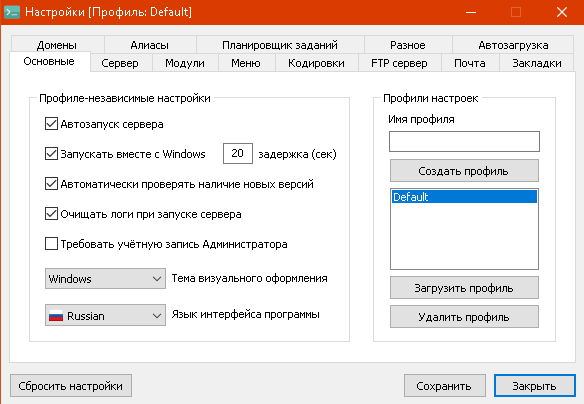 Настройки [Профиль: Default]
Домены Алиасы Планировщик заданий Разное Автозагрузка
Основные Сервер Модули Меню Кодировки FTP сервер Почта Закладки
Профиле-независимые настройки
Автозапуск сервера
Запускать вместе с Windows 20 задержка (сек)
Автоматически проверять наличие новых версий
Очищать логи при запуске сервера
Требовать учётную запись Администратора
Windows Тема визуального оформления
Russian Язык интерфейса программы
Профили настроек
Имя профиля
Создать профиль
Default
Загрузить профиль
Удалить профиль
Сбросить настройки Сохранить Закрыть